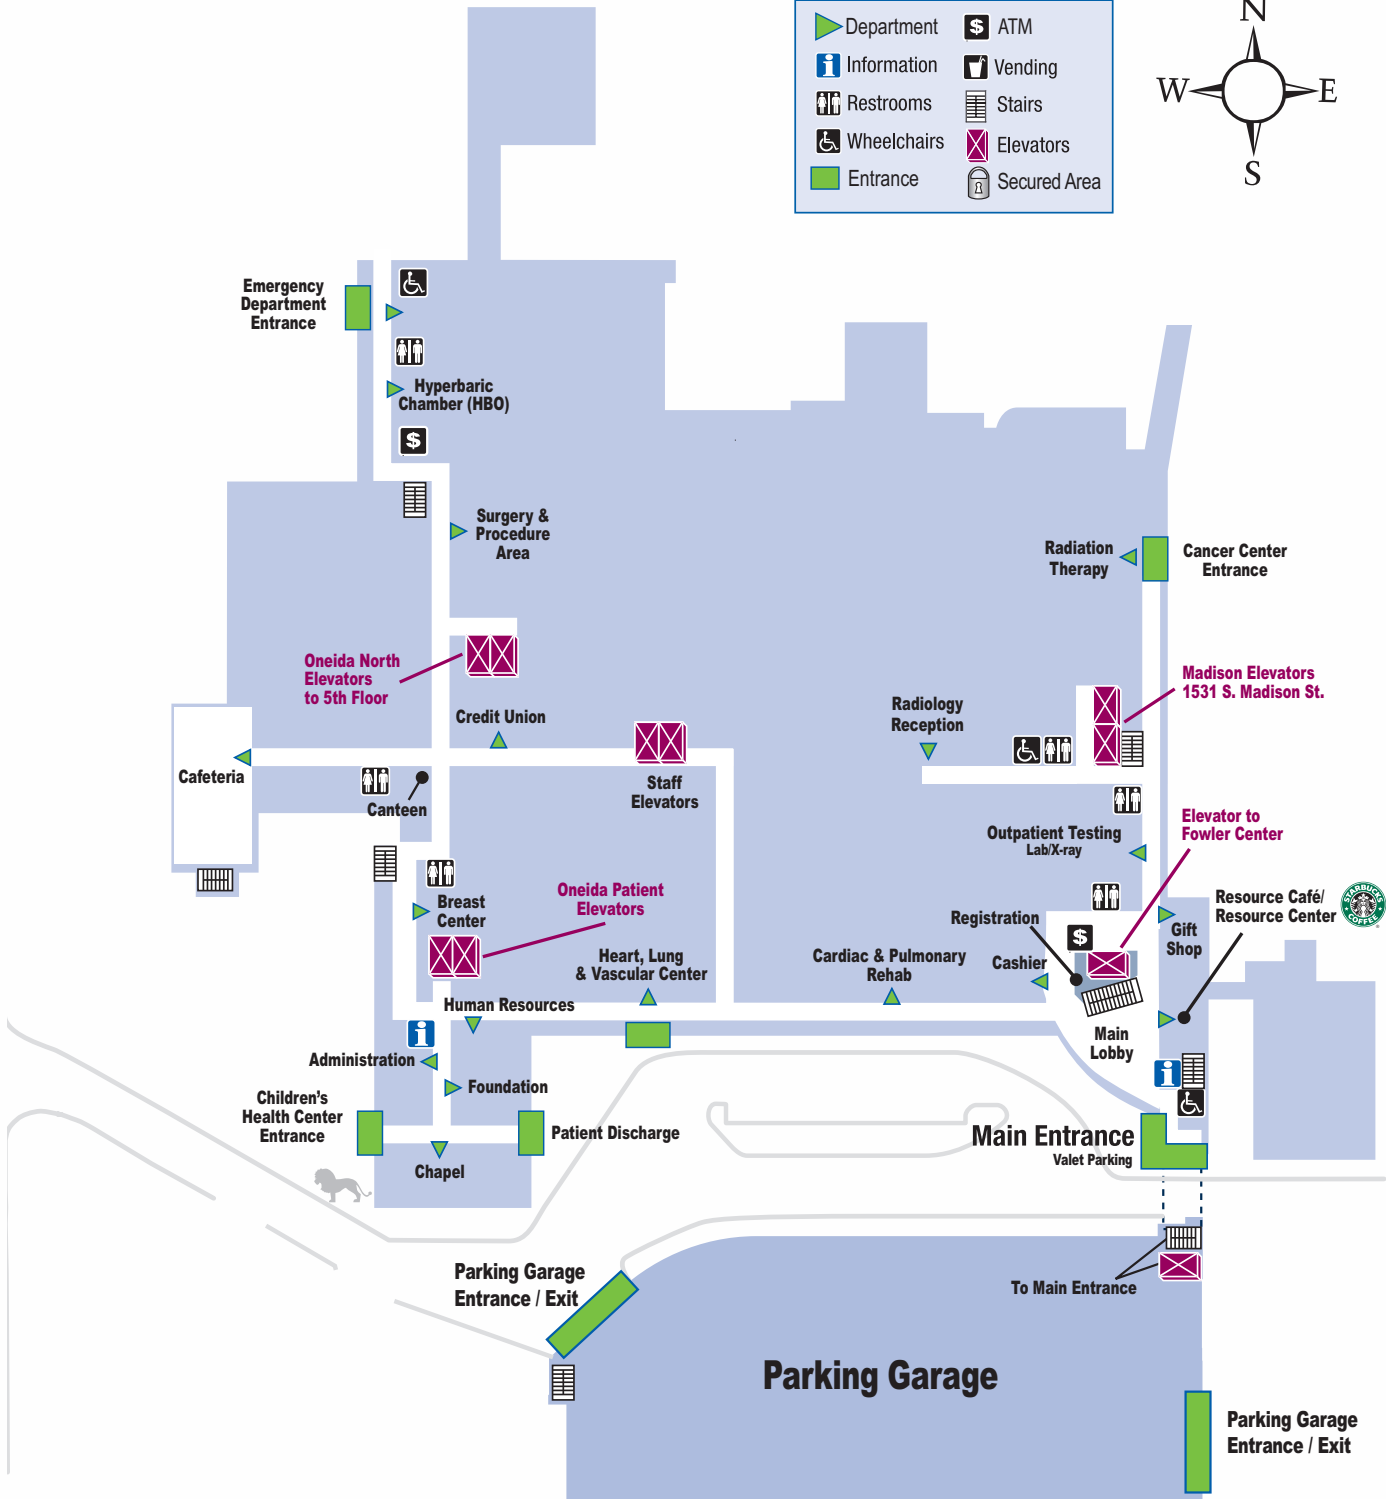 Department
ATM
Information
Vending
Restrooms
Stairs
Wheelchairs
Elevators
Entrance
Secured Area
N
W
E
S
Emergency
Department
Entrance
Hyperbaric
Chamber (HBO)
$
Surgery &
Procedure
Area
Radiation
Therapy
Cancer Center
Entrance
Oneida North
Elevators
to 5th Floor
Credit Union
Radiology
Reception
Madison Elevators
1531 S. Madison St.
Cafeteria
Canteen
Staff
Elevators
Outpatient Testing
Lab/X-ray
Elevator to
Fowler Center
Breast
Center
Oneida Patient
Elevators
Registration
Resource Café/
Resource Center
STARBUCKS
COFFEE
Gift
Shop
$
Heart, Lung
& Vascular Center
Cardiac & Pulmonary
Rehab
Cashier
Human Resources
Main
Lobby
Administration
Foundation
Children's
Health Center
Entrance
Patient Discharge
Chapel
Main Entrance
Valet Parking
Parking Garage
Entrance / Exit
To Main Entrance
Parking Garage
Parking Garage
Entrance / Exit